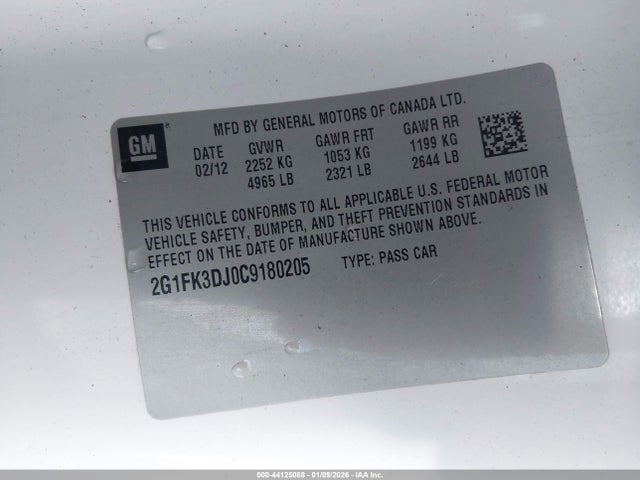 MFD BY GENERAL MOTORS OF CANADA LTD.
GM®
DATE GVWR GAWR FRT GAWR RR
02/12 2252 KG 1053 KG 1199 KG
4965 LB 2321 LB 2644 LB
THIS VEHICLE CONFORMS TO ALL APPLICABLE U.S. FEDERAL MOTOR
VEHICLE SAFETY, BUMPER, AND THEFT PREVENTION STANDARDS IN
EFFECT ON THE DATE OF MANUFACTURE SHOWN ABOVE.
2G1FK3DJ0C9180205 TYPE: PASS CAR
000-44125068 - 01/09/2026 - IAA Inc.